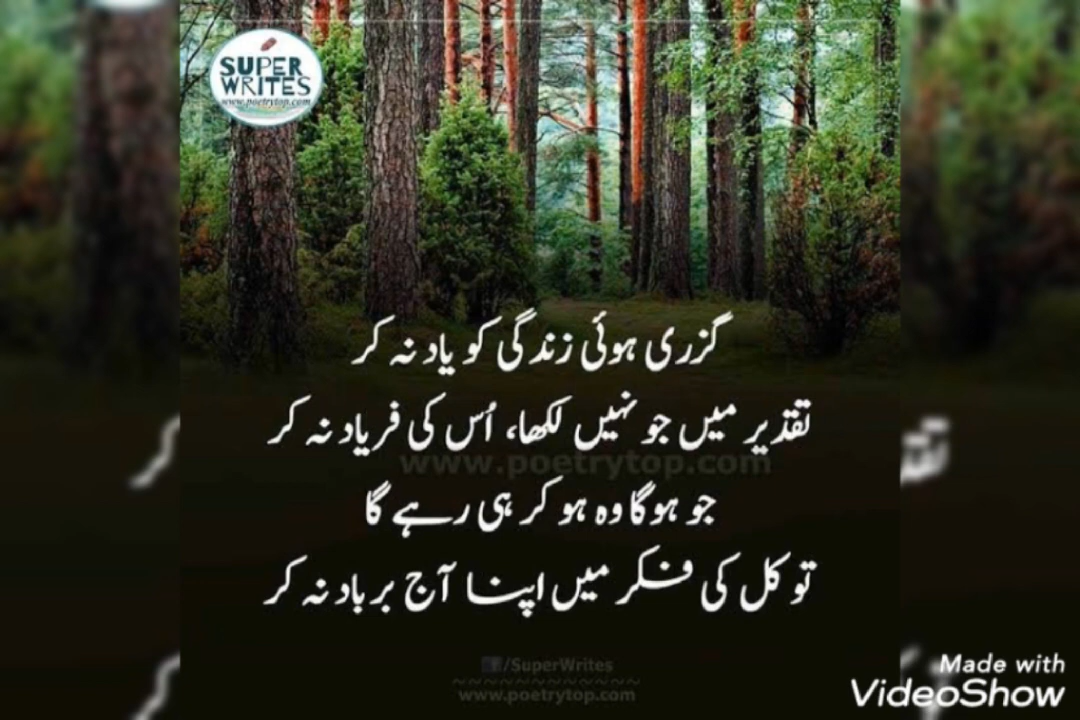 SUPER
WRITES
www.poetrytop.com
گزری ہوئی زندگی کو یاد نہ کر
تقدیر میں جو نہیں لکھا، اُس کی فریاد نہ کر
www.poetrytop.com
جو ہوگا وہ ہو کر ہی رہے گا
تو کل کی فکر میں اپنا آج برباد نہ کر
/SuperWrites
~~~~~~~~~~~~~~~~
www.poetrytop.com
Made with
VideoShow